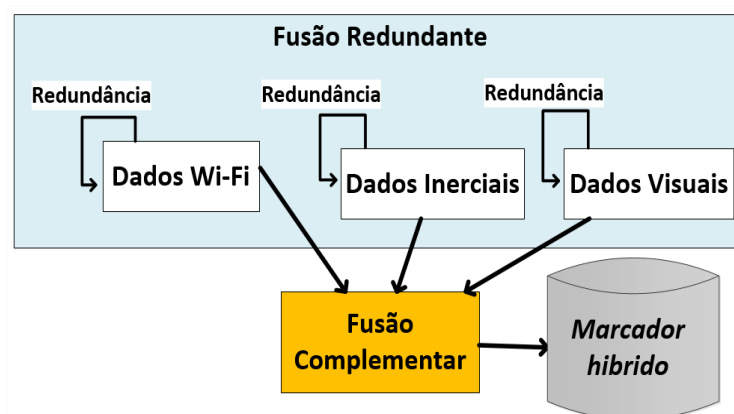 Fusão Redundante
Redundância
Redundância
Redundância
Dados Wi-Fi
Dados Inerciais
Dados Visuais
Fusão
Complementar
Marcador
hibrido